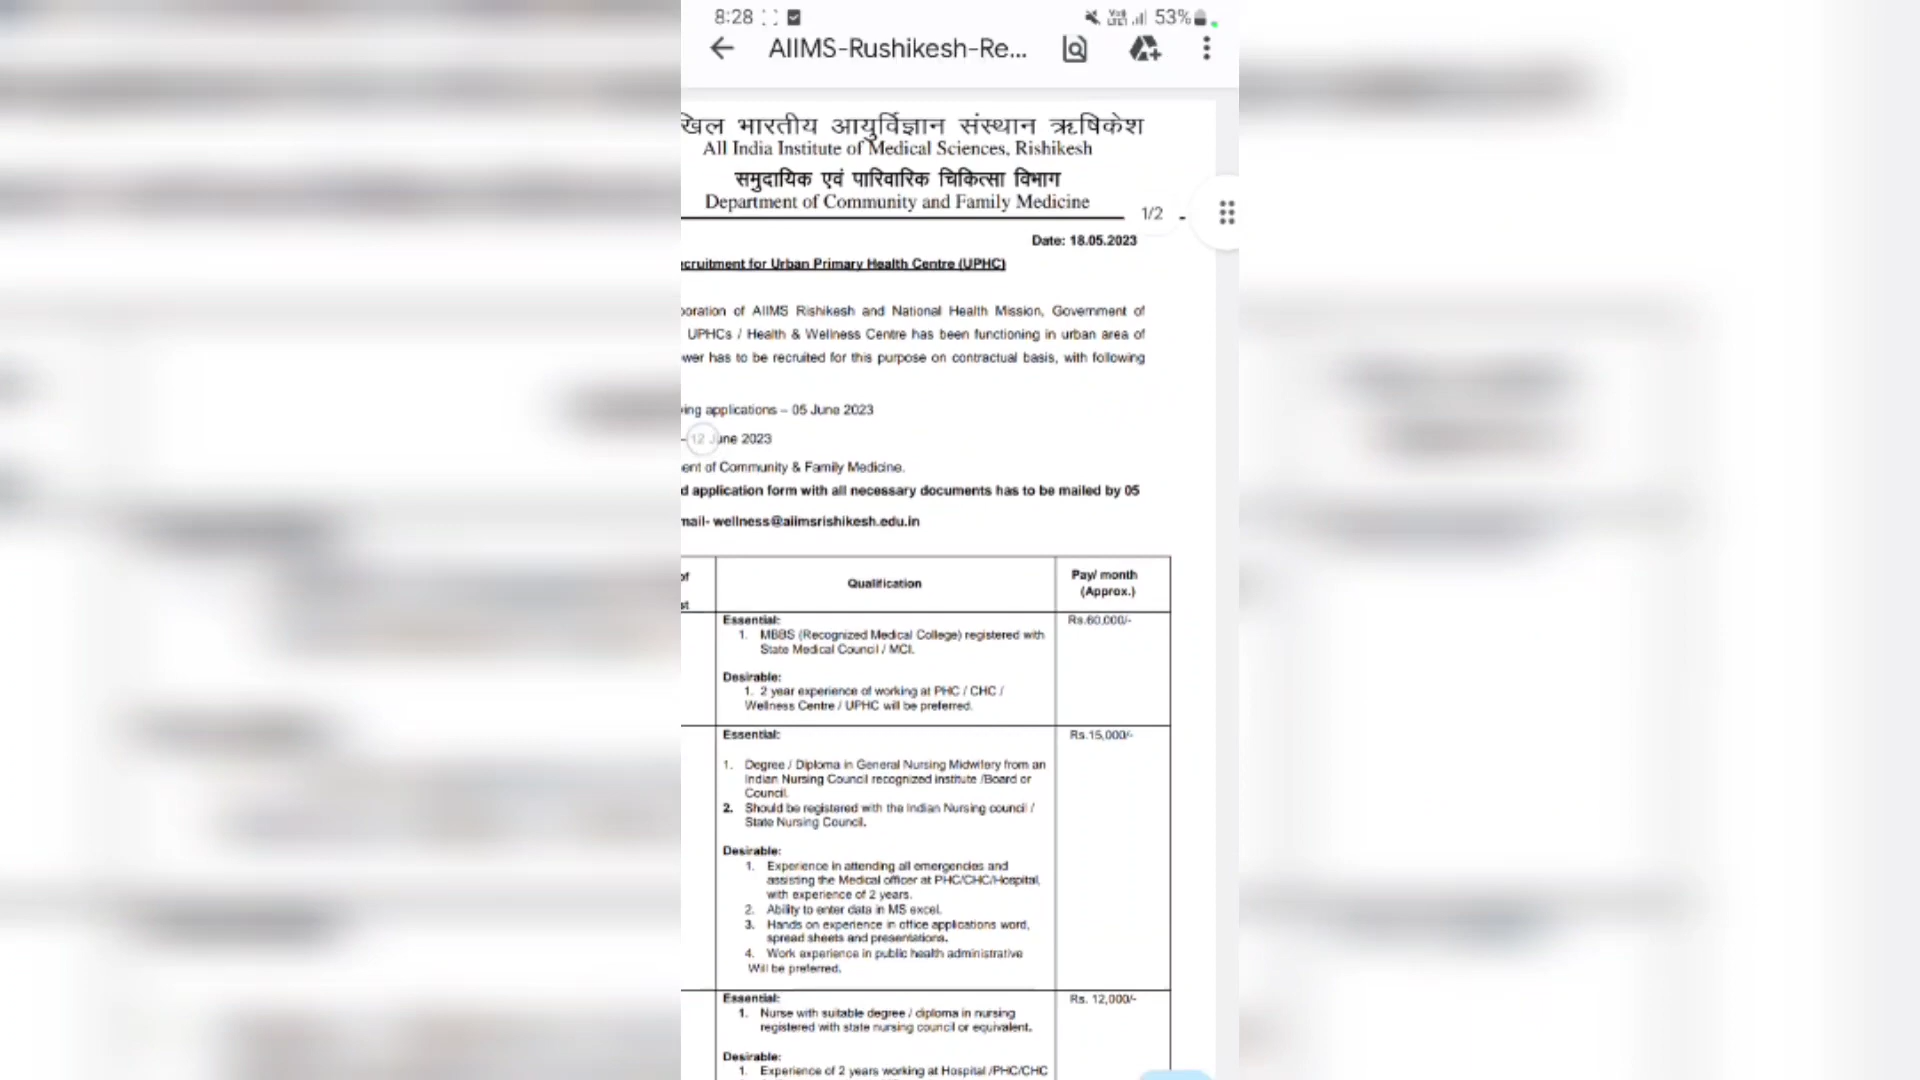 8:28
53%
AIIMS-Rushikesh-Re...
खिल भारतीय आयुर्विज्ञान संस्थान ऋषिकेश
All India Institute of Medical Sciences, Rishikesh
समुदायिक एवं पारिवारिक चिकित्सा विभाग
Department of Community and Family Medicine
1/2
Date: 18.05.2023
ecruitment for Urban Primary Health Centre (UPHC)
oration of AIIMS Rishikesh and National Health Mission, Government of
UPHCs / Health & Wellness Centre has been functioning in urban area of
wer has to be recruited for this purpose on contractual basis, with following
ing applications – 05 June 2023
– 12 June 2023
ent of Community & Family Medicine.
d application form with all necessary documents has to be mailed by 05
mail- wellness@aiimsrishikesh.edu.in
of
st
Qualification
Pay/ month
(Approx.)
Essential:
1. MBBS (Recognized Medical College) registered with
State Medical Council / MCI.
Desirable:
1. 2 year experience of working at PHC / CHC /
Wellness Centre / UPHC will be preferred.
Rs.60,000/-
Essential:
1. Degree / Diploma in General Nursing Midwifery from an
Indian Nursing Council recognized institute /Board or
Council.
2. Should be registered with the Indian Nursing council /
State Nursing Council.
Desirable:
1. Experience in attending all emergencies and
assisting the Medical officer at PHC/CHC/Hospital,
with experience of 2 years.
2. Ability to enter data in MS excel.
3. Hands on experience in office applications word,
spread sheets and presentations.
4. Work experience in public health administrative
Will be preferred.
Rs.15,000/-
Essential:
1. Nurse with suitable degree / diploma in nursing
registered with state nursing council or equivalent.
Desirable:
1. Experience of 2 years working at Hospital /PHC/CHC
Rs. 12,000/-